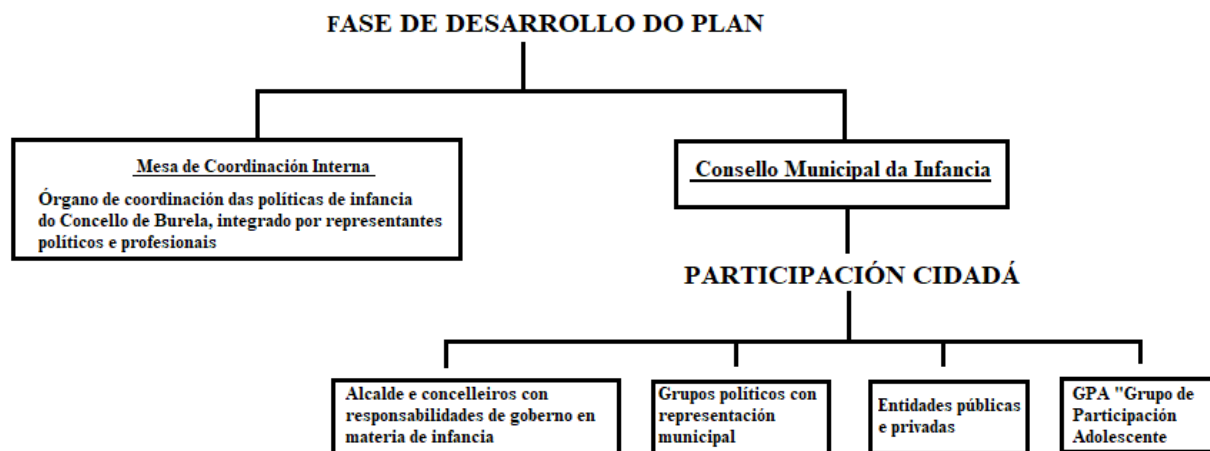 FASE DE DESARROLLO DO PLAN
Mesa de Coordinación Interna
Órgano de coordinación das políticas de infancia
do Concello de Burela, integrado por representantes
políticos e profesionais
Consello Municipal da Infancia
PARTICIPACIÓN CIDADÁ
Alcalde e concelleiros con
responsabilidades de goberno en
materia de infancia
Grupos políticos con
representación
municipal
Entidades públicas
e privadas
GPA "Grupo de
Participación
Adolescente